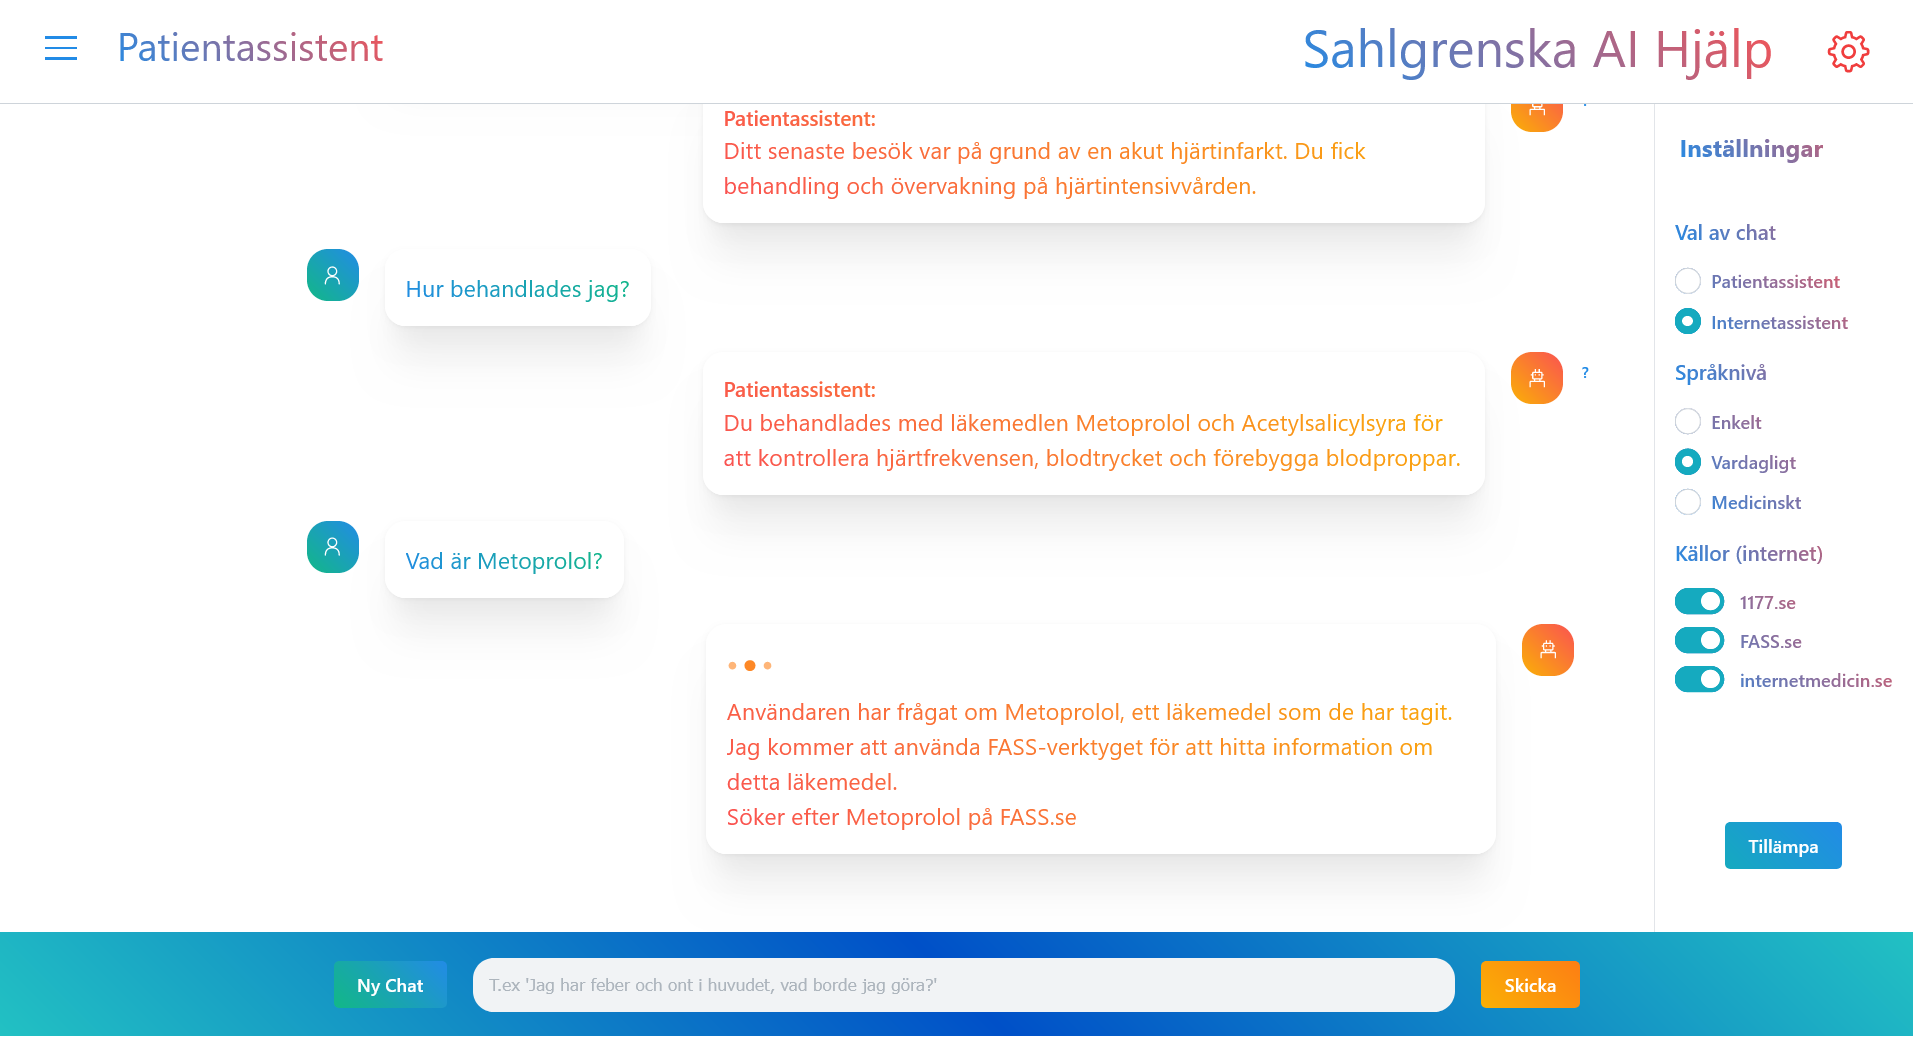 Patientassistent
Sahlgrenska AI Hjälp
Patientassistent:
Ditt senaste besök var på grund av en akut hjärtinfarkt. Du fick
behandling och övervakning på hjärtintensivvården.
Hur behandlades jag?
Patientassistent:
Du behandlades med läkemedlen Metoprolol och Acetylsalicylsyra för
att kontrollera hjärtfrekvensen, blodtrycket och förebygga blodproppar.
?
Vad är Metoprolol?
Användaren har frågat om Metoprolol, ett läkemedel som de har tagit.
Jag kommer att använda FASS-verktyget för att hitta information om
detta läkemedel.
Söker efter Metoprolol på FASS.se
Inställningar
Val av chat
Patientassistent
Internetassistent
Språknivå
Enkelt
Vardagligt
Medicinskt
Källor (internet)
1177.se
FASS.se
internetmedicin.se
Tillämpa
Ny Chat
T.ex 'Jag har feber och ont i huvudet, vad borde jag göra?'
Skicka